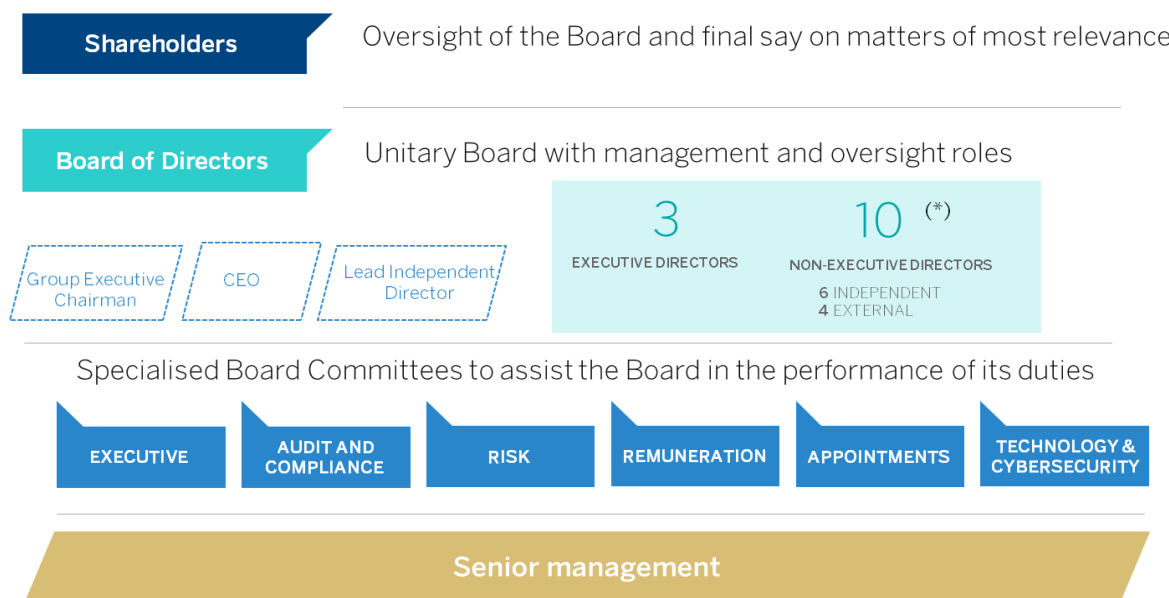 Shareholders
Oversight of the Board and final say on matters of most relevance
Board of Directors
Unitary Board with management and oversight roles
3
EXECUTIVE DIRECTORS
10 (*)
NON-EXECUTIVE DIRECTORS
6 INDEPENDENT
4 EXTERNAL
Group Executive
Chairman
CEO
Lead Independent
Director
Specialised Board Committees to assist the Board in the performance of its duties
EXECUTIVE
AUDIT AND
COMPLIANCE
RISK
REMUNERATION
APPOINTMENTS
TECHNOLOGY &
CYBERSECURITY
Senior management